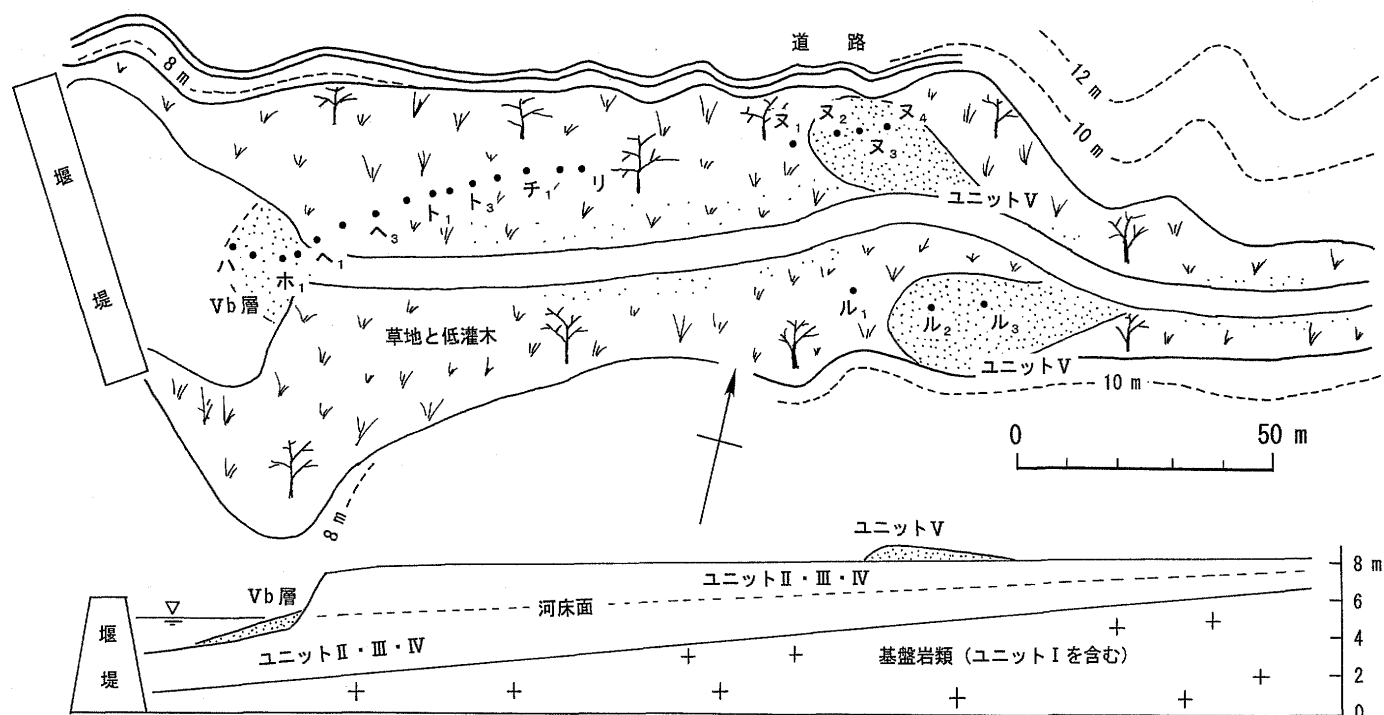 道 路
8 m
12 m
10 m
堰
堤
ヌ₁
ヌ₂
ヌ₃
ヌ₄
ユニットⅤ
ト₁
ト₃
チ₁
リ
ヘ₃
ヘ₁
ハ
ホ₁
Ⅴb層
草地と低灌木
ル₁
ル₂
ル₃
ユニットⅤ
10 m
8 m
0 50 m
ユニットⅤ
ユニットⅡ・Ⅲ・Ⅳ
8 m
Ⅴb層
河床面
6
堰
堤
ユニットⅡ・Ⅲ・Ⅳ
基盤岩類（ユニットⅠを含む）
4
2
0